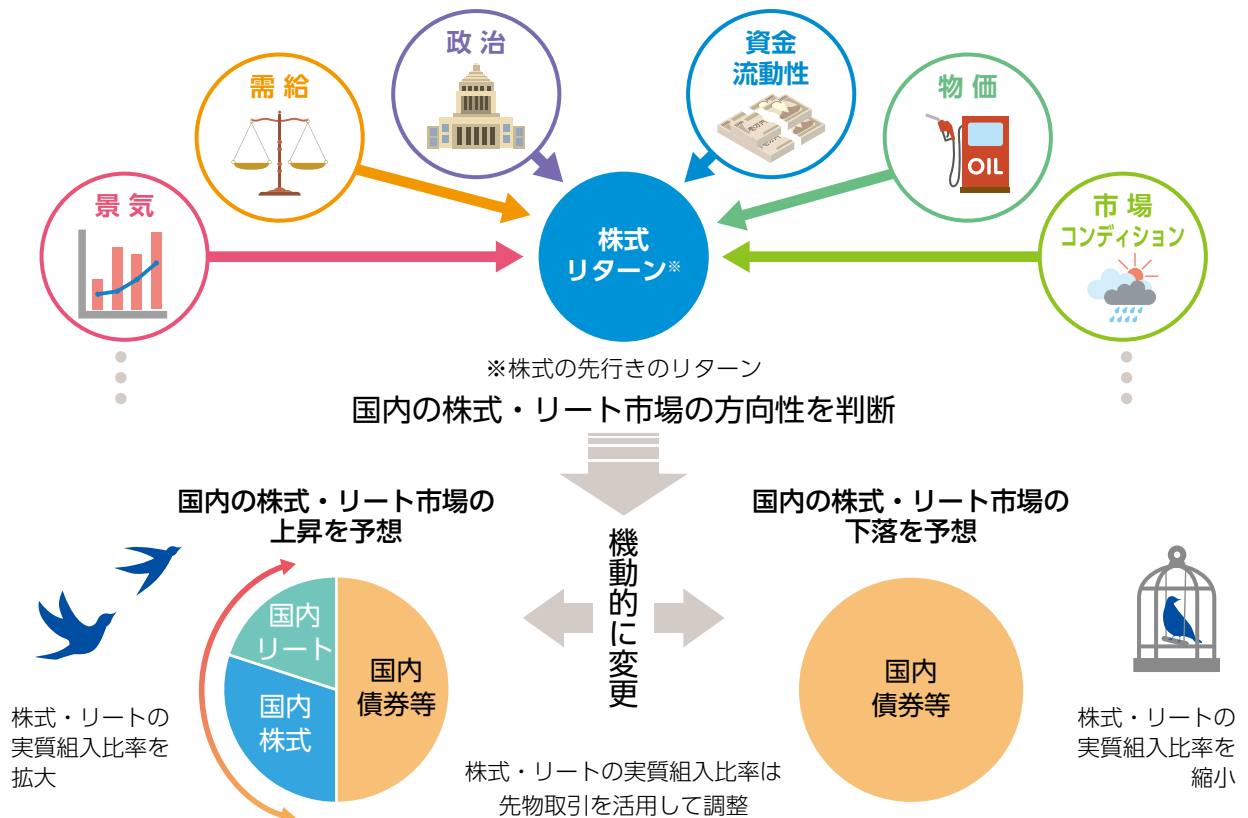 政治
資金
流動性
需給
物価
OIL
景気
市場
コンディション
株式
リターン※
※株式の先行きのリターン
国内の株式・リート市場の方向性を判断
国内の株式・リート市場の
上昇を予想
国内の株式・リート市場の
下落を予想
機動的に変更
国内
リート
国内
株式
国内
債券等
国内
債券等
株式・リートの
実質組入比率を
拡大
株式・リートの
実質組入比率を
縮小
株式・リートの実質組入比率は
先物取引を活用して調整